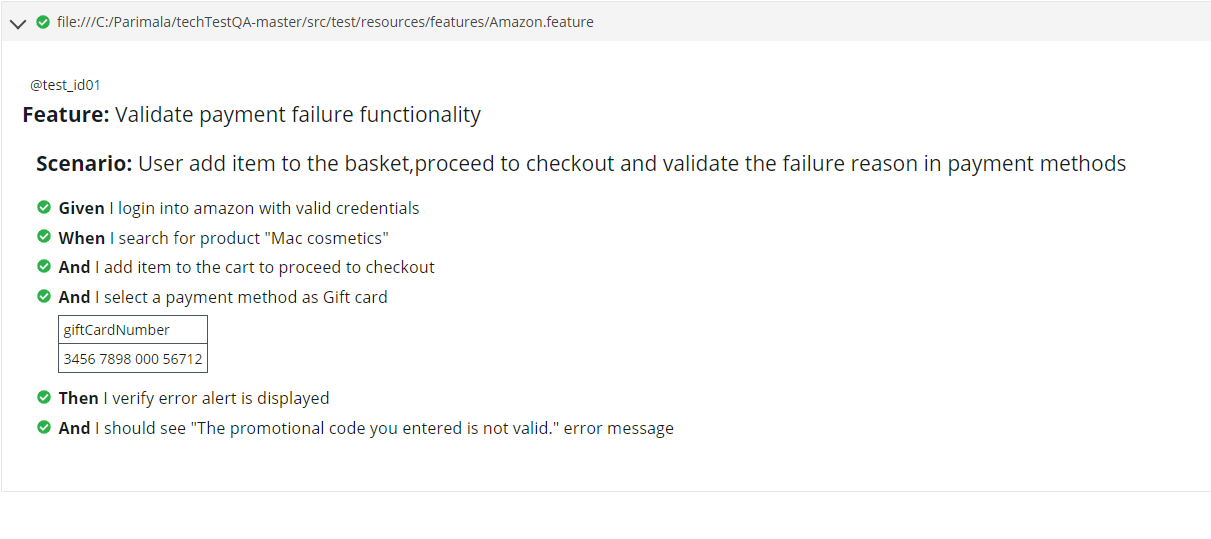 file:///C:/Parimala/techTestQA-master/src/test/resources/features/Amazon.feature
@test_id01
Feature: Validate payment failure functionality
Scenario: User add item to the basket,proceed to checkout and validate the failure reason in payment methods
Given I login into amazon with valid credentials
When I search for product "Mac cosmetics"
And I add item to the cart to proceed to checkout
And I select a payment method as Gift card
giftCardNumber
3456 7898 000 56712
Then I verify error alert is displayed
And I should see "The promotional code you entered is not valid." error message